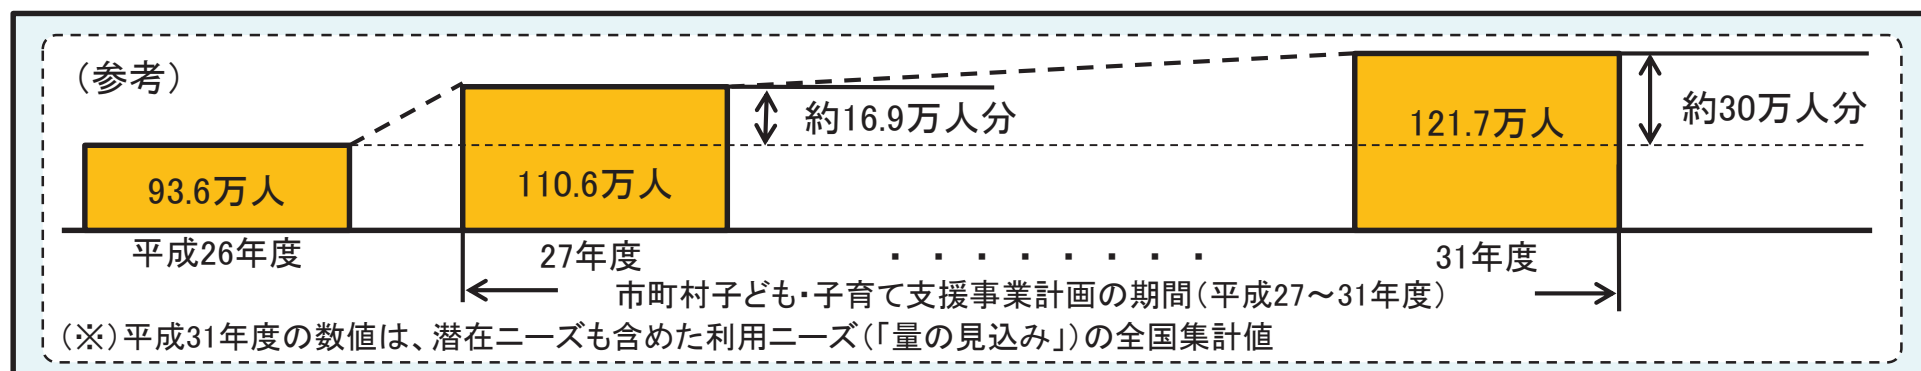 (参考)
約16.9万人分
121.7万人
約30万人分
93.6万人
110.6万人
平成26年度
27年度
・・・・・・・・
31年度
市町村子ども・子育て支援事業計画の期間(平成27~31年度)
(※)平成31年度の数値は、潜在ニーズも含めた利用ニーズ(「量の見込み」)の全国集計値